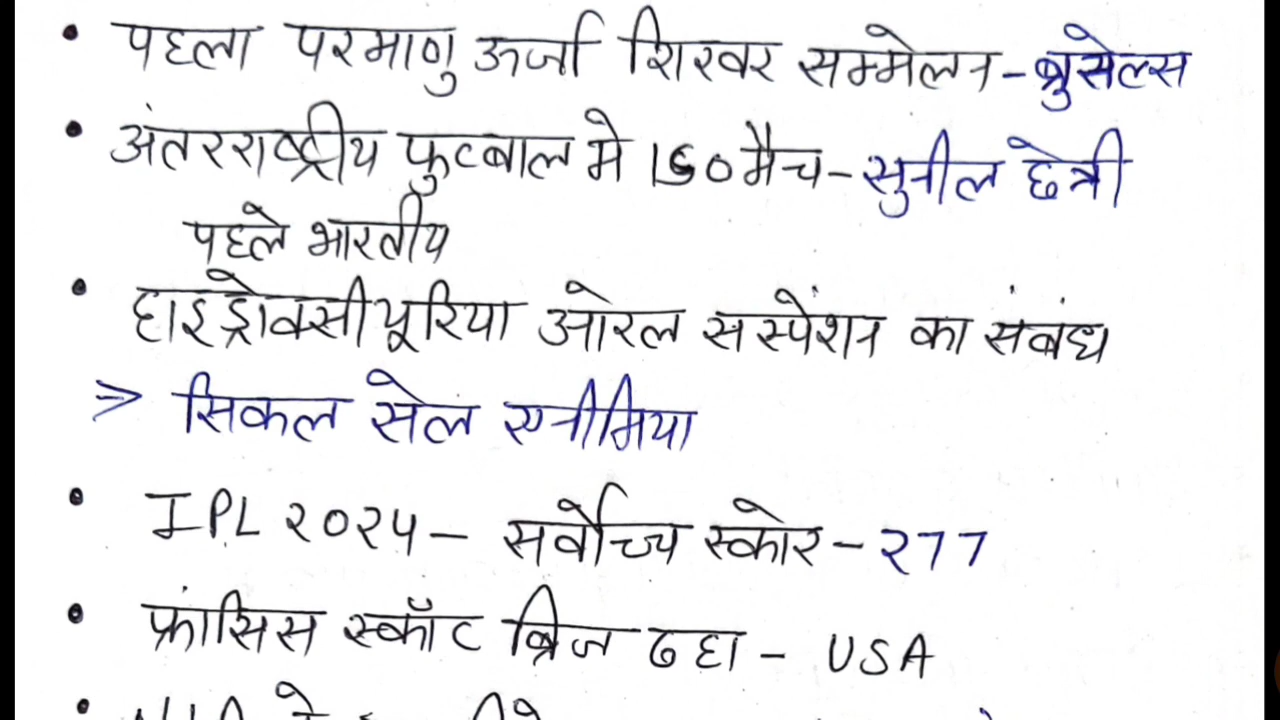 • पहला परमाणु ऊर्जा शिखर सम्मेलन - ब्रुसेल्स
• अंतरराष्ट्रीय फुटबाल मे 150 मैच - सुनील छेत्री
पहले भारतीय
• हाइड्रोक्सीयूरिया ओरल सस्पेंशन का संबंध
⇒ सिकल सेल एनीमिया
• IPL 2024 - सर्वोच्च स्कोर - 277
• फ्रांसिस स्कॉट ब्रिज ढहा - USA